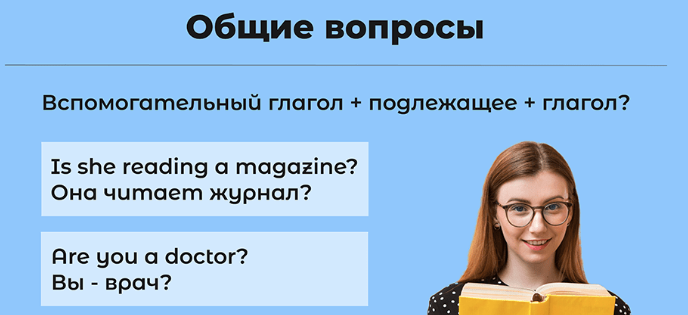 Общие вопросы
Вспомогательный глагол + подлежащее + глагол?
Is she reading a magazine?
Она читает журнал?
Are you a doctor?
Вы - врач?